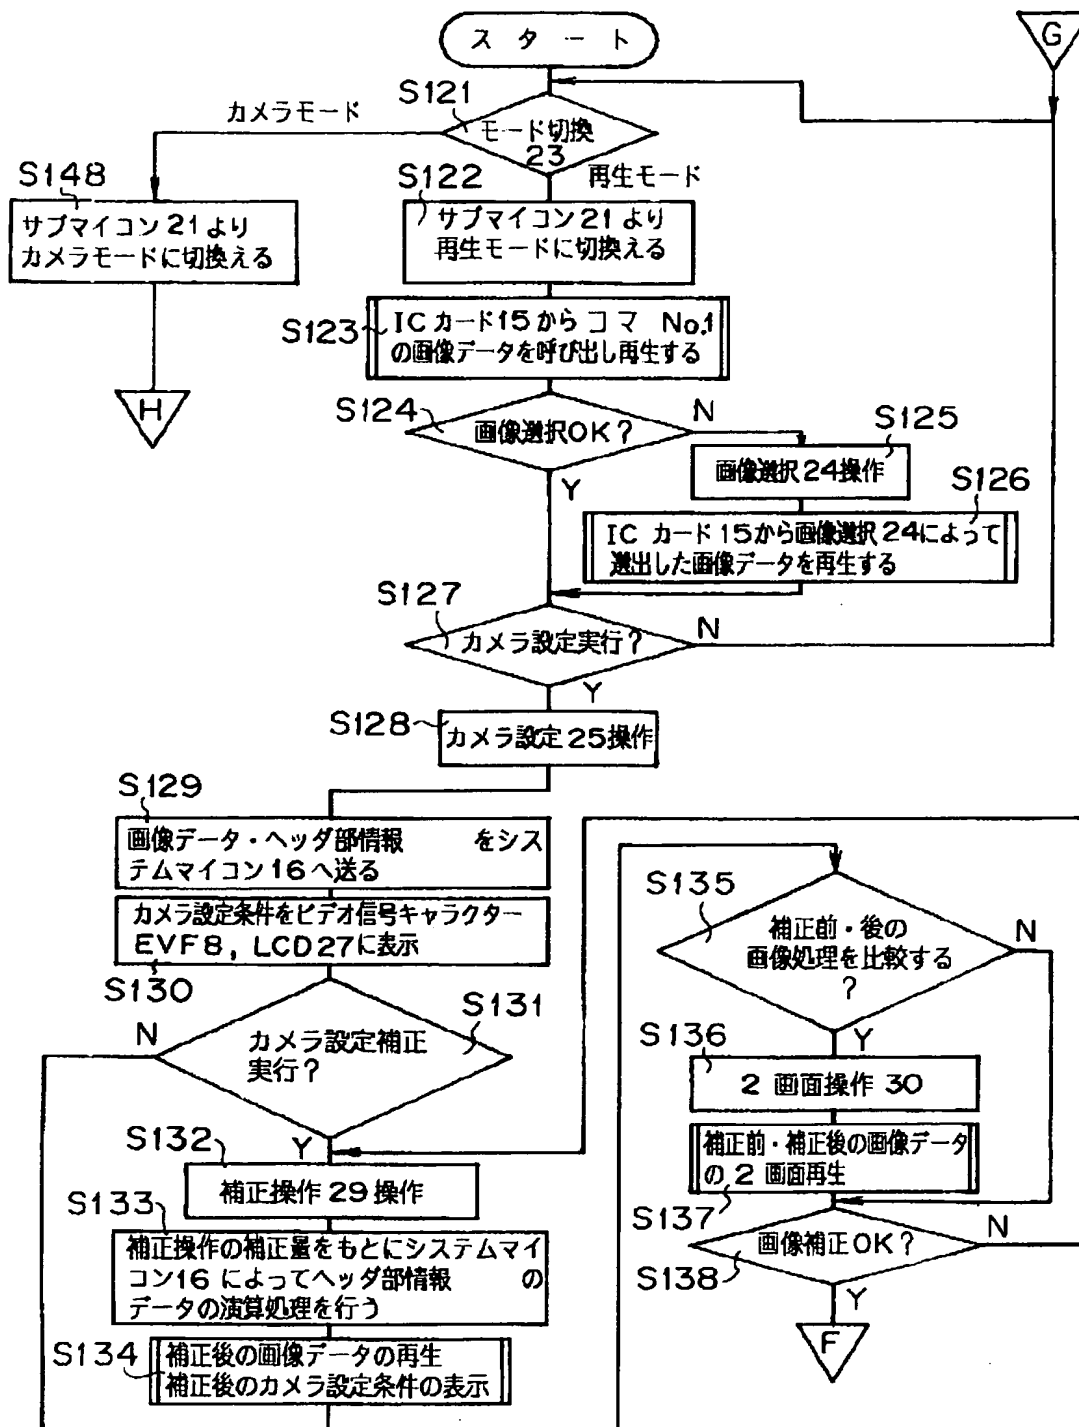 スタート
G
S121
カメラモード
モード切換
23
S148
サブマイコン21より
カメラモードに切換える
H
S122
再生モード
サブマイコン21より
再生モードに切換える
S123
ICカード15からコマ No.1
の画像データを呼び出し再生する
S124
画像選択OK?
N
Y
S125
画像選択24操作
S126
IC カード15から画像選択24によって
選出した画像データを再生する
S127
カメラ設定実行?
N
Y
S128
カメラ設定25操作
S129
画像データ・ヘッダ部情報 をシス
テムマイコン16へ送る
カメラ設定条件をビデオ信号キャラクター
EVF8, LCD27に表示
S130
S131
N
カメラ設定補正
実行?
Y
S132
補正操作29操作
S133
補正操作の補正量をもとにシステムマイ
コン16によってヘッダ部情報 の
データの演算処理を行う
S134
補正後の画像データの再生
補正後のカメラ設定条件の表示
S135
補正前・後の
画像処理を比較する
?
N
Y
S136
2 画面操作 30
補正前・補正後の画像データ
の 2 画面再生
S137
画像補正OK?
N
S138
Y
F